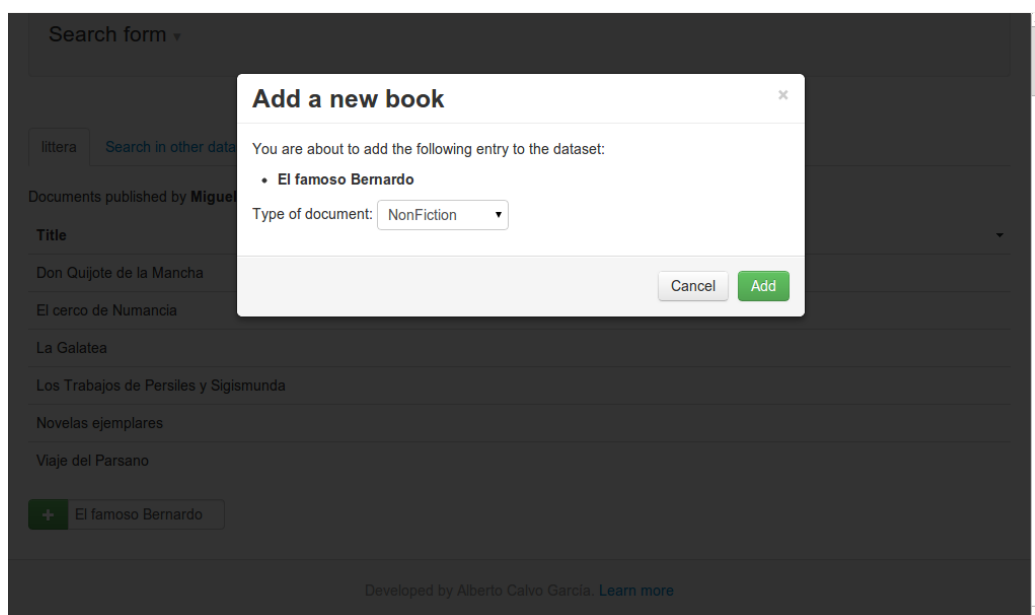 Search form
Add a new book
×
littera
Search in other data
You are about to add the following entry to the dataset:
• El famoso Bernardo
Documents published by Miguel
Type of document: NonFiction
Title
Don Quijote de la Mancha
Cancel
Add
El cerco de Numancia
La Galatea
Los Trabajos de Persiles y Sigismunda
Novelas ejemplares
Viaje del Parsano
+ El famoso Bernardo
Developed by Alberto Calvo García. Learn more